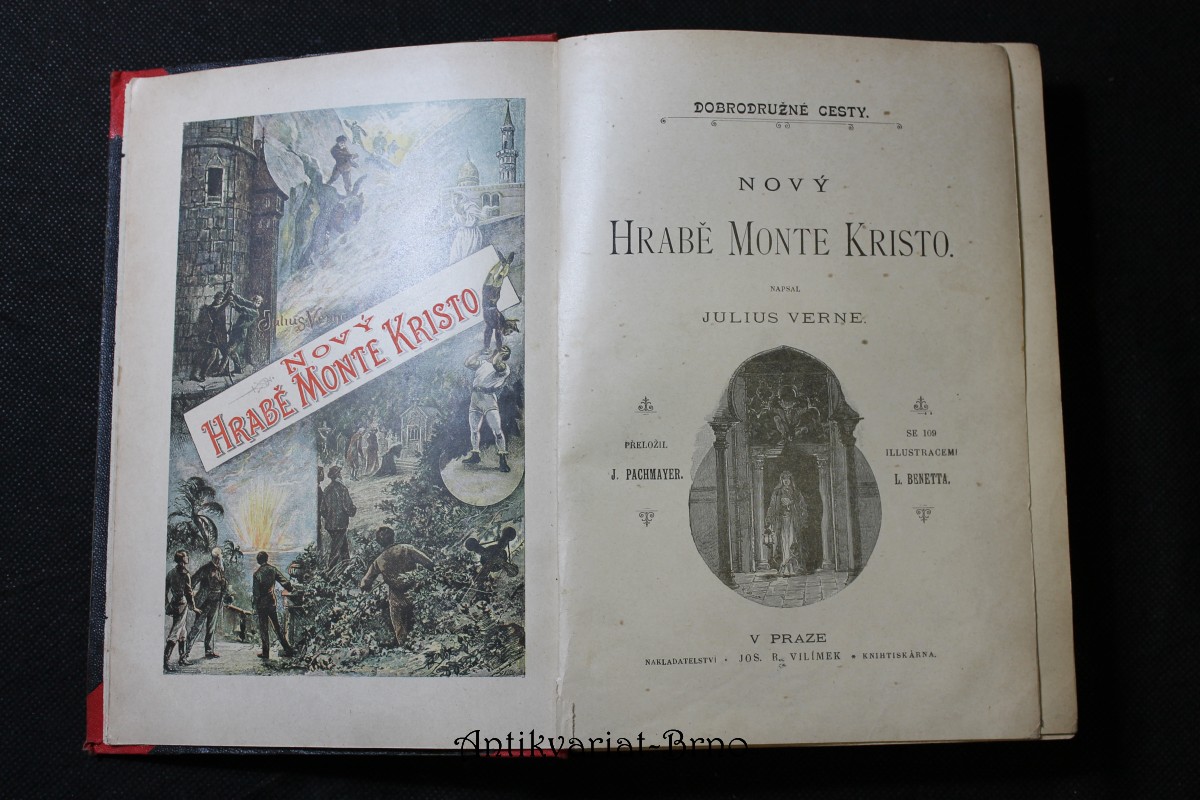 Julius Verne
NOVÝ
HRABĚ MONTE KRISTO
DOBRODRUŽNÉ CESTY.
NOVÝ
HRABĚ MONTE KRISTO.
NAPSAL
JULIUS VERNE.
PŘELOŽIL
J. PACHMAYER.
SE 109
ILLUSTRACEMI
L. BENETTA.
V PRAZE
NAKLADATELSTVÍ • JOS. R. VILÍMEK • KNIHTISKÁRNA.
Antikvariat-Brno